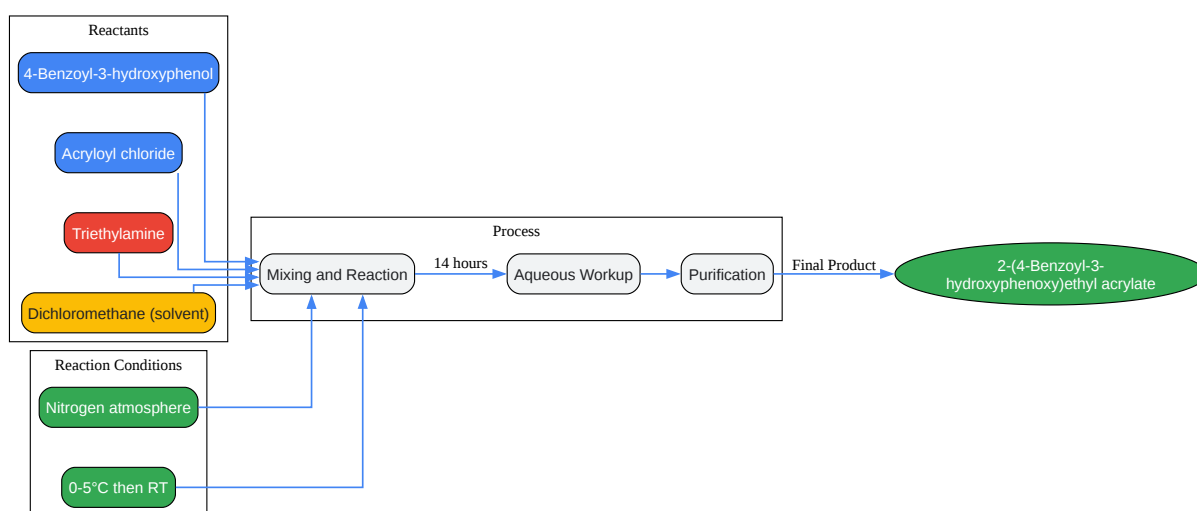 Reactants
4-Benzoyl-3-hydroxyphenol
Acryloyl chloride
Triethylamine
Dichloromethane (solvent)
Reaction Conditions
Nitrogen atmosphere
0-5°C then RT
Process
Mixing and Reaction
14 hours
Aqueous Workup
Purification
Final Product
2-(4-Benzoyl-3-
hydroxyphenoxy)ethyl acrylate